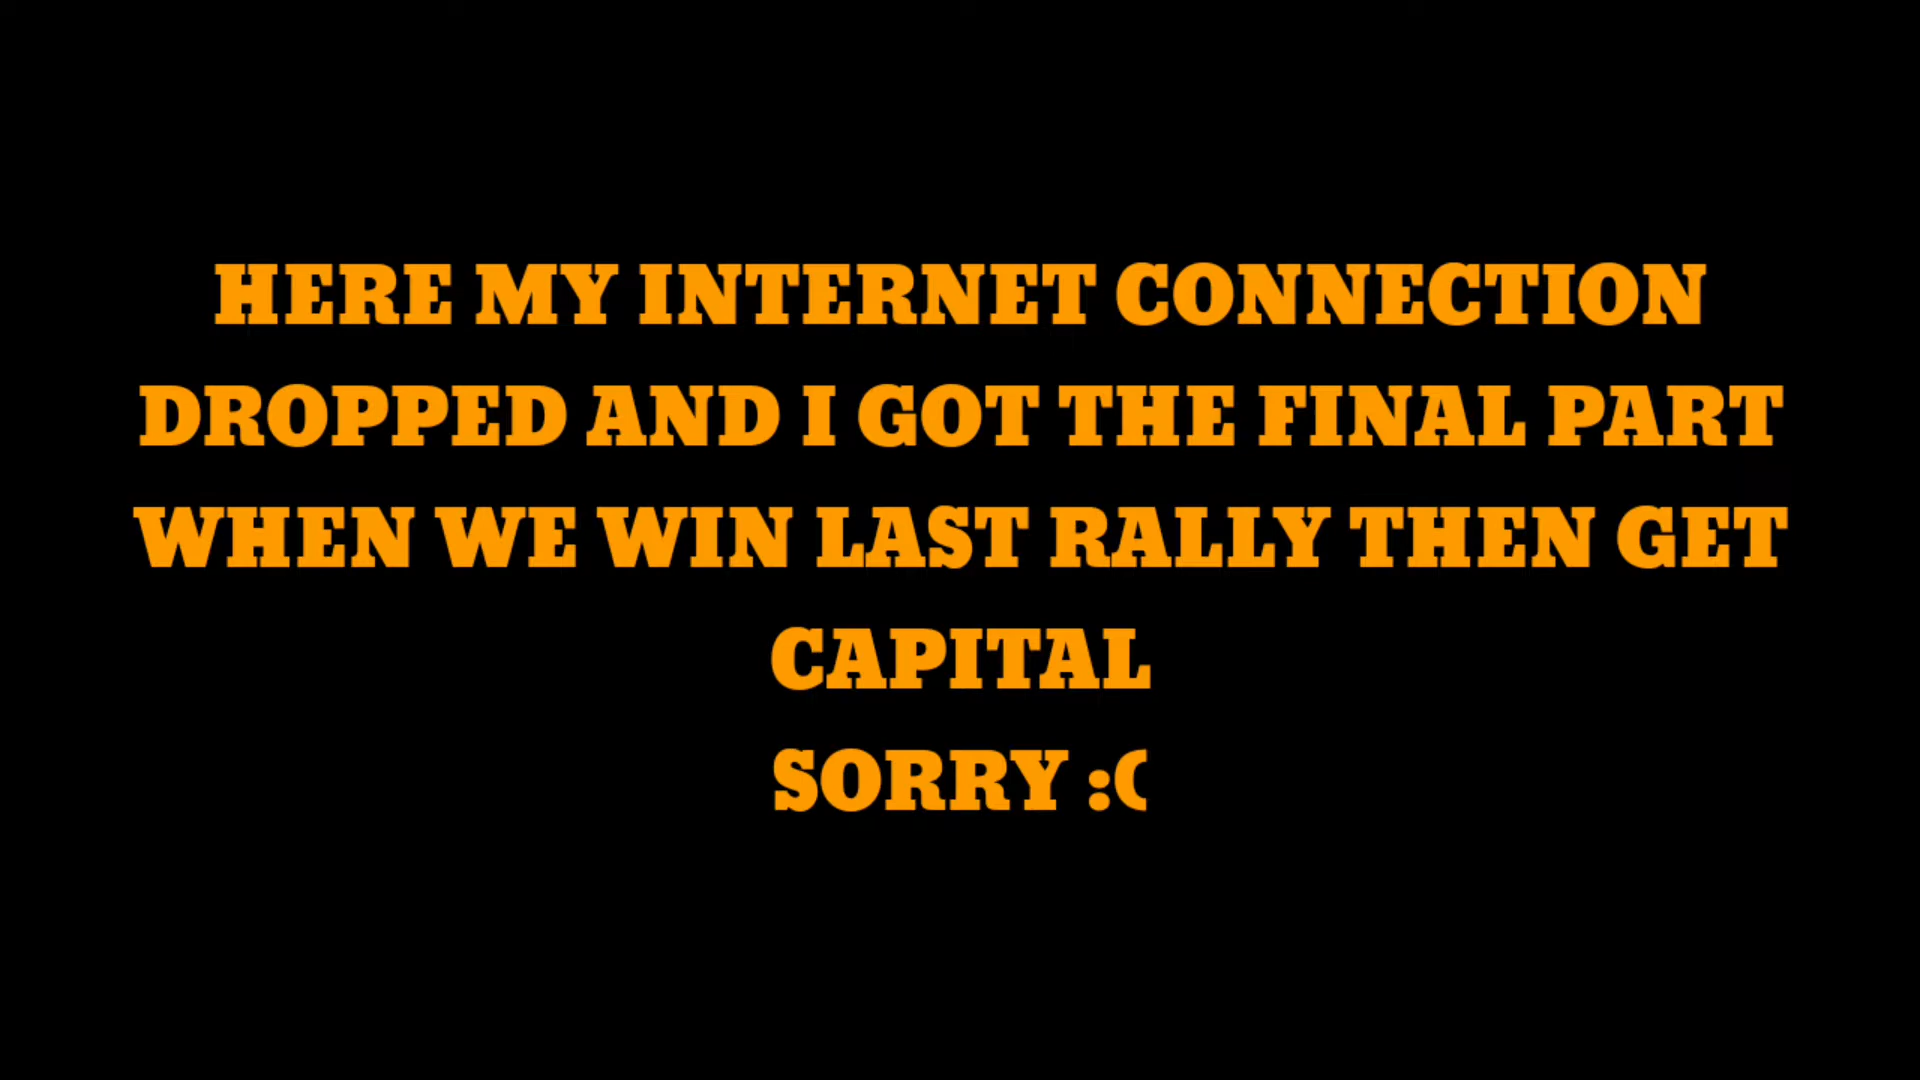 HERE MY INTERNET CONNECTION
DROPPED AND I GOT THE FINAL PART
WHEN WE WIN LAST RALLY THEN GET
CAPITAL
SORRY :(